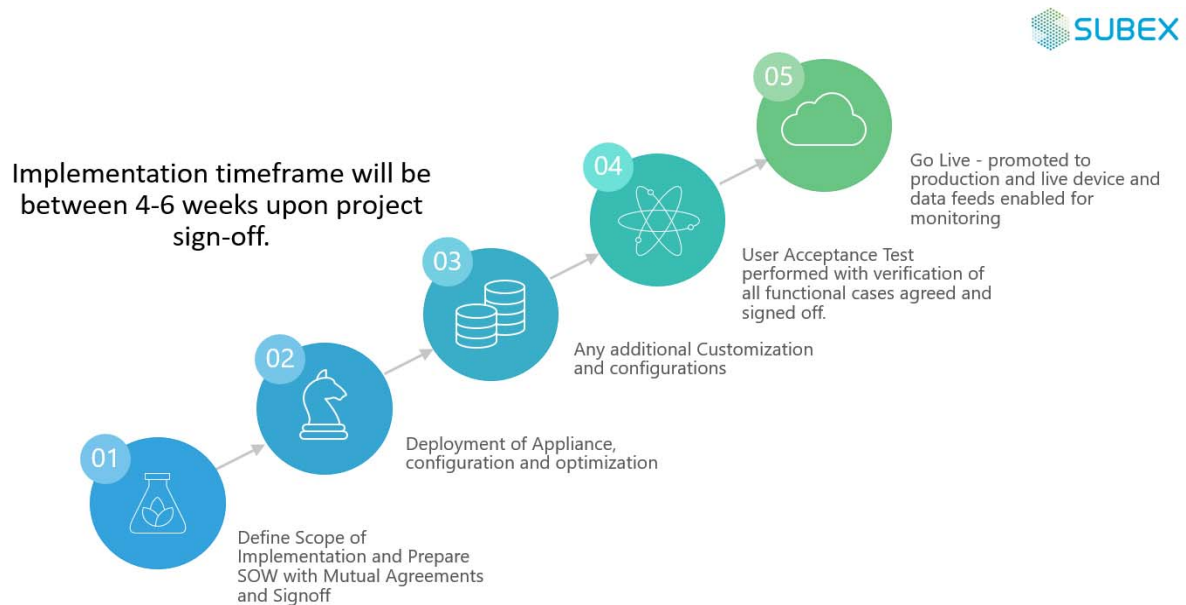 SUBEX
Implementation timeframe will be
between 4-6 weeks upon project
sign-off.
01
Define Scope of
Implementation and Prepare
SOW with Mutual Agreements
and Signoff
02
Deployment of Appliance,
configuration and optimization
03
Any additional Customization
and configurations
04
User Acceptance Test
performed with verification of
all functional cases agreed and
signed off.
05
Go Live - promoted to
production and live device and
data feeds enabled for
monitoring